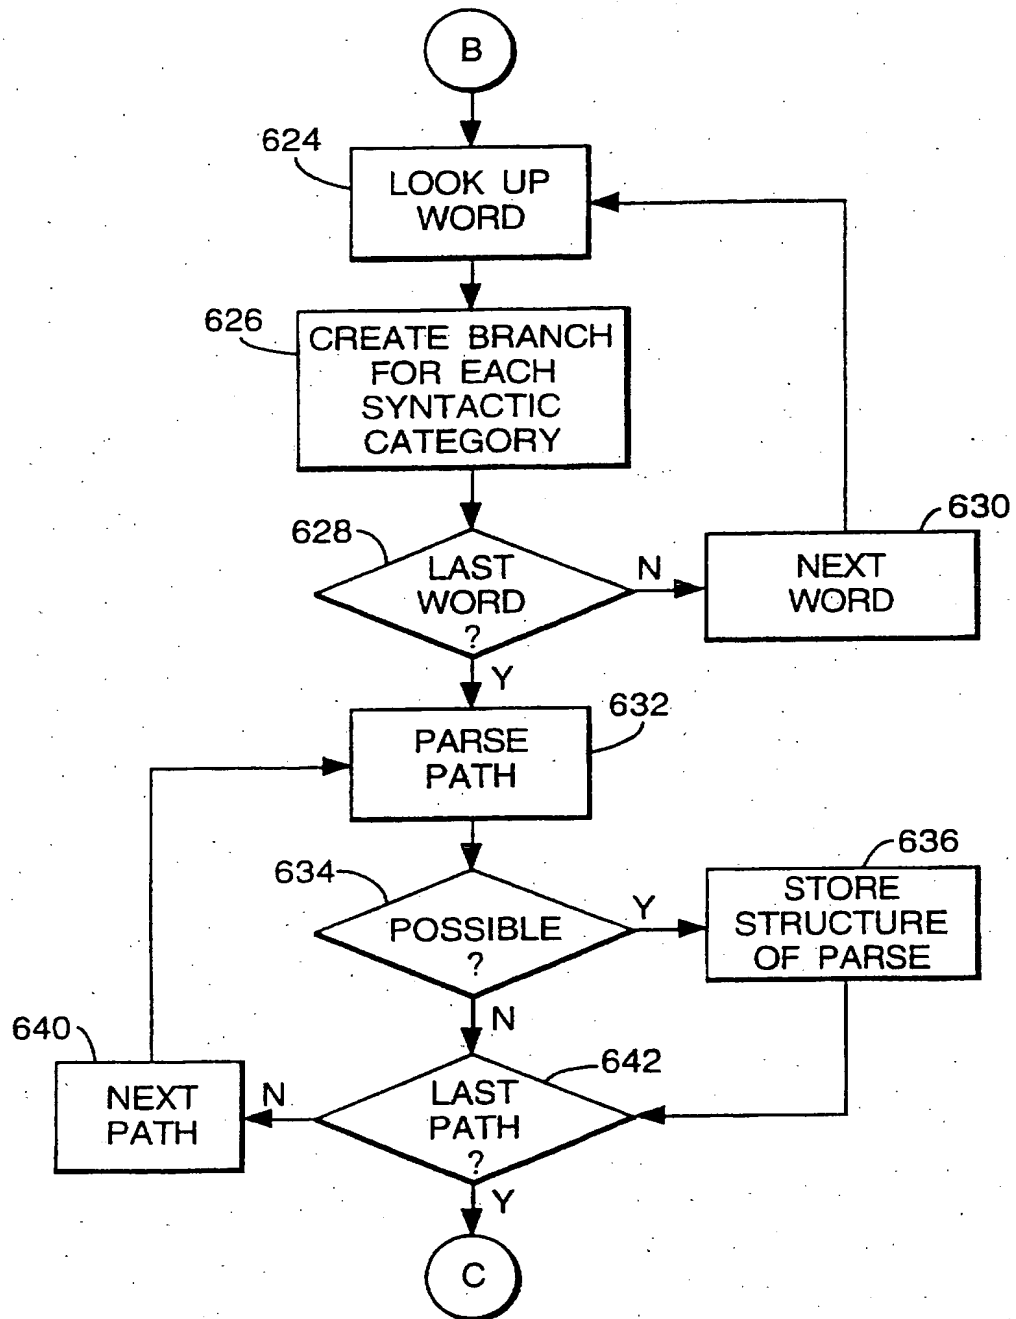 B
624
LOOK UP
WORD
626
CREATE BRANCH
FOR EACH
SYNTACTIC
CATEGORY
628
LAST
WORD
?
N
630
NEXT
WORD
Y
632
PARSE
PATH
634
POSSIBLE
?
Y
636
STORE
STRUCTURE
OF PARSE
N
640
NEXT
PATH
N
642
LAST
PATH
?
Y
C